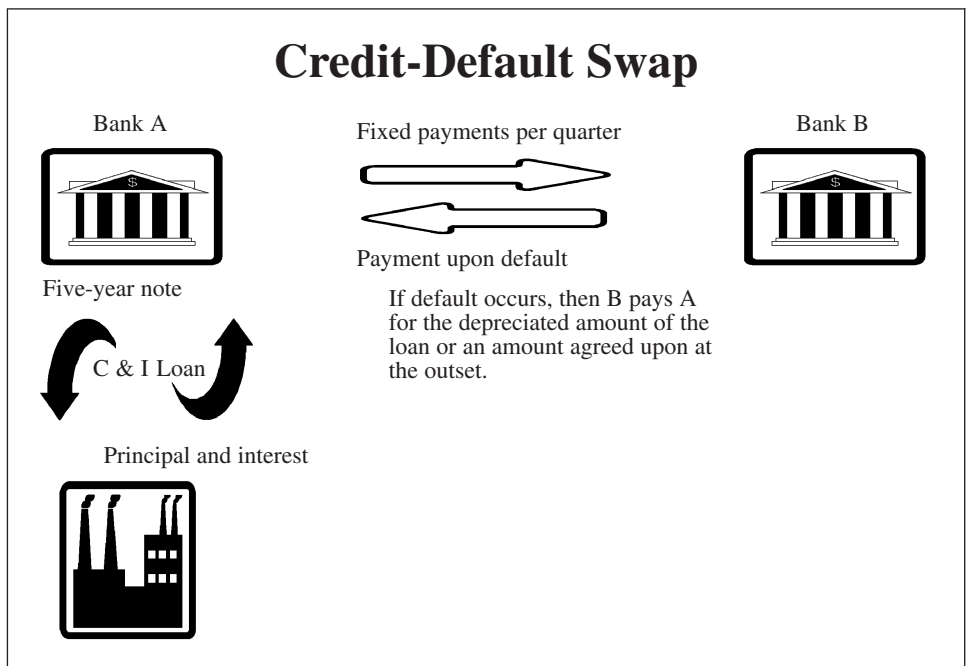 Credit-Default Swap
Bank A
Fixed payments per quarter
Bank B
$
$
Payment upon default
Five-year note
If default occurs, then B pays A
for the depreciated amount of the
loan or an amount agreed upon at
the outset.
C & I Loan
Principal and interest